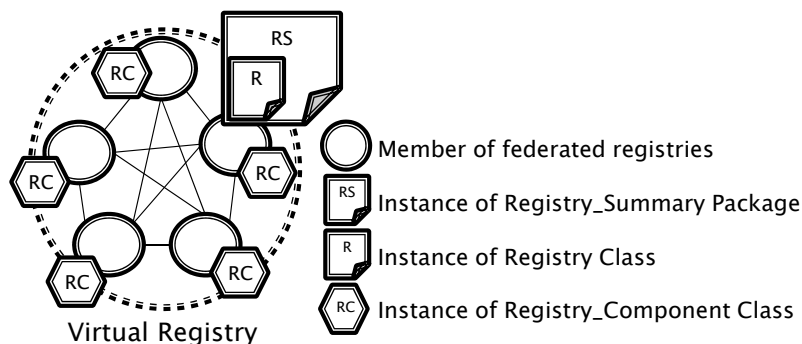 RS
R
RC
RC
RC
RC
RC
Virtual Registry
Member of federated registries
RS
Instance of Registry_Summary Package
R
Instance of Registry Class
RC
Instance of Registry_Component Class